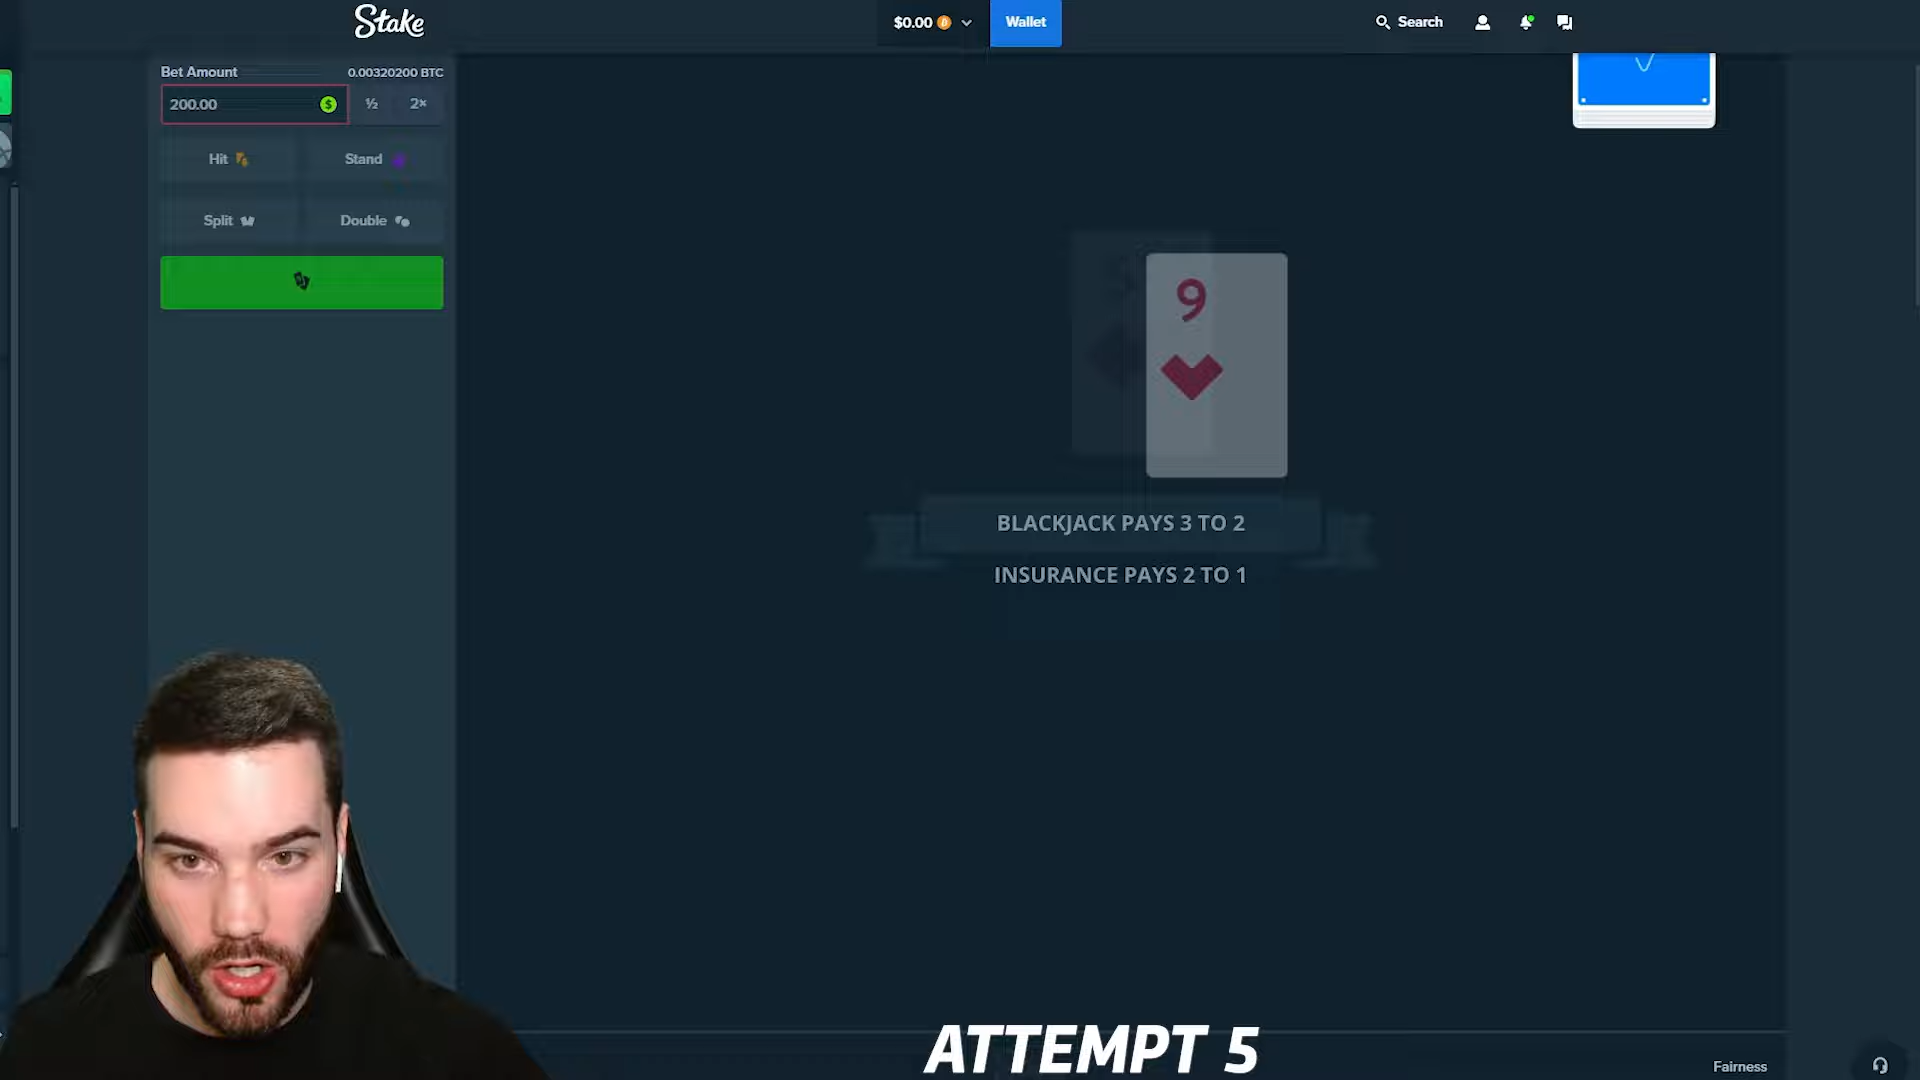 Stake
$0.00
Wallet
Search
Bet Amount
0.00320200 BTC
200.00
$
½
2×
Hit
Stand
Split
Double
9
BLACKJACK PAYS 3 TO 2
INSURANCE PAYS 2 TO 1
ATTEMPT 5
Fairness